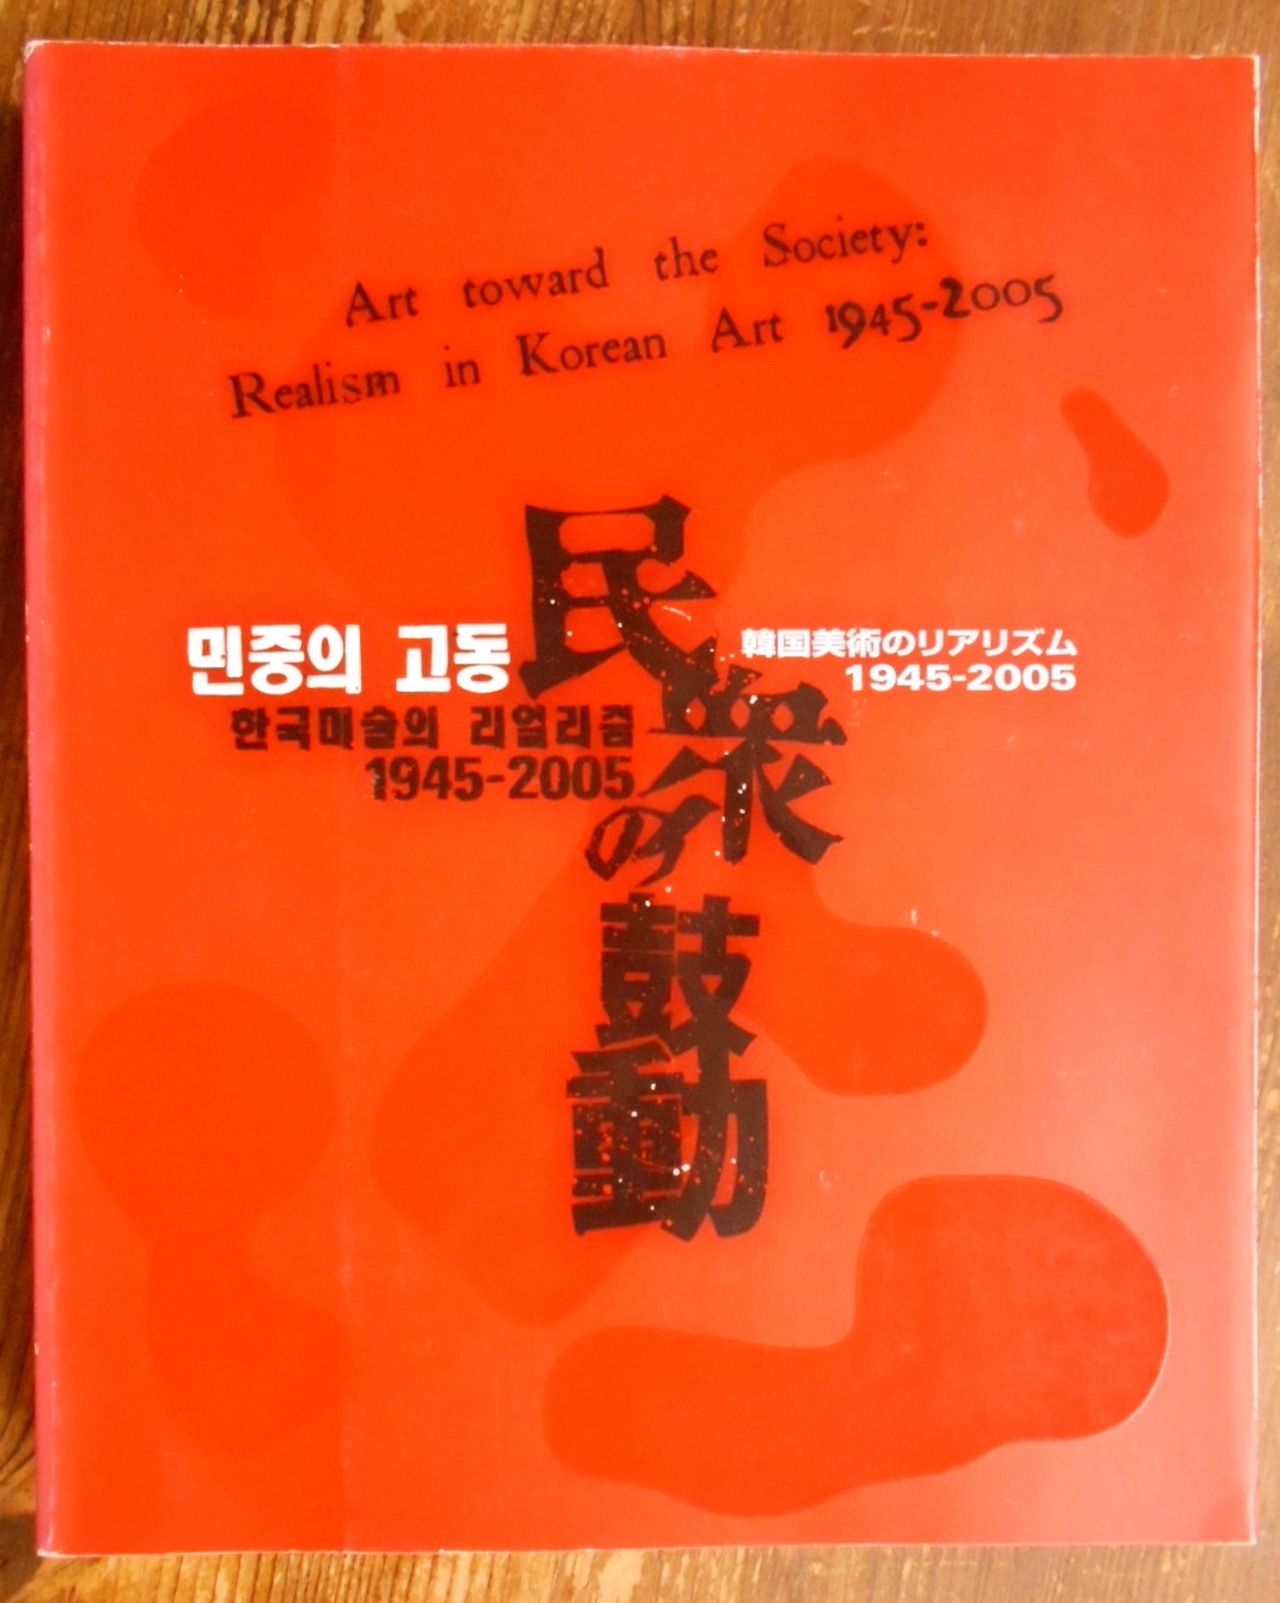 Art toward the Society:
Realism in Korean Art 1945-2005
民衆の鼓動
민중의 고동
한국미술의 리얼리즘
1945-2005
韓国美術のリアリズム
1945-2005